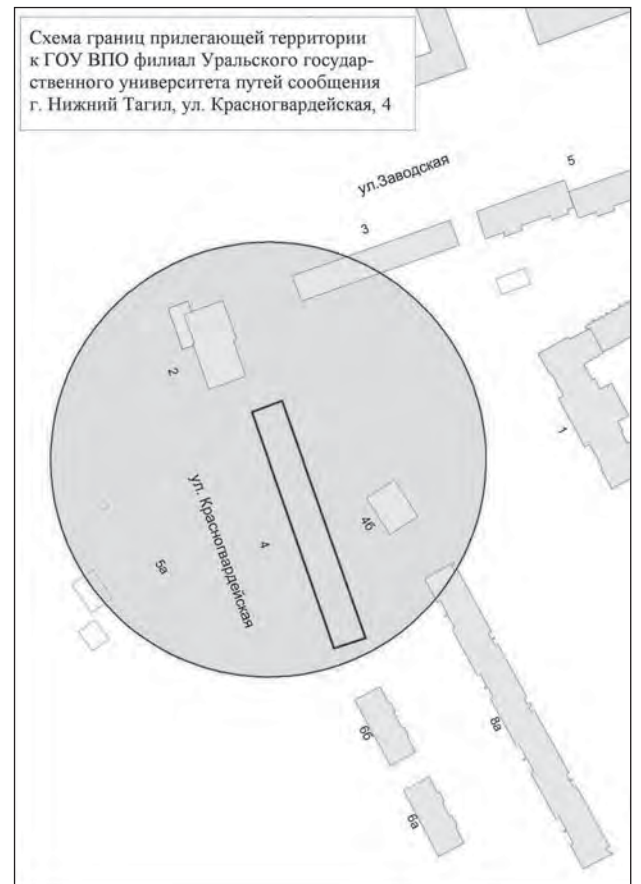 Схема границ прилегающей территории
к ГОУ ВПО филиал Уральского государ-
ственного университета путей сообщения
г. Нижний Тагил, ул. Красногвардейская, 4
ул.Заводская
5
3
2
1
ул. Красногвардейская
4
4б
5а
6б
8а
6а